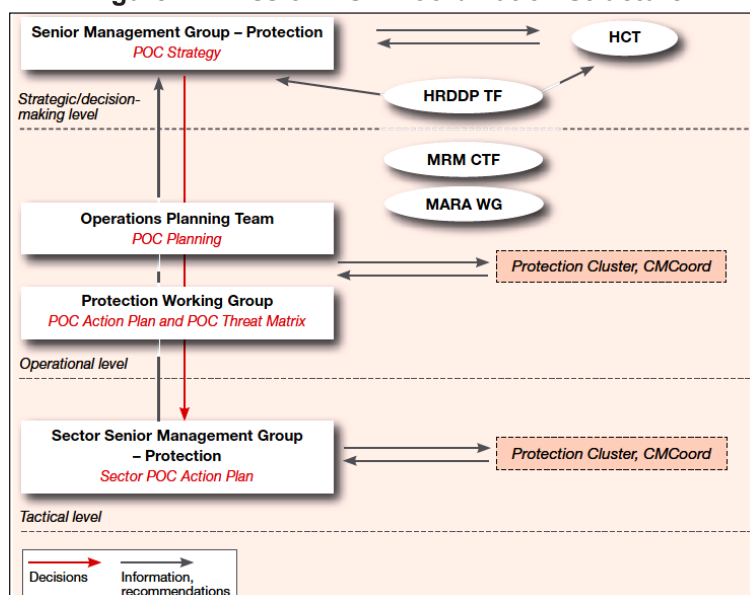 Senior Management Group – Protection
POC Strategy
HCT
HRDDP TF
Strategic/decision-
making level
MRM CTF
MARA WG
Operations Planning Team
POC Planning
Protection Cluster, CMCoord
Protection Working Group
POC Action Plan and POC Threat Matrix
Operational level
Sector Senior Management Group
– Protection
Sector POC Action Plan
Protection Cluster, CMCoord
Tactical level
Decisions
Information,
recommendations